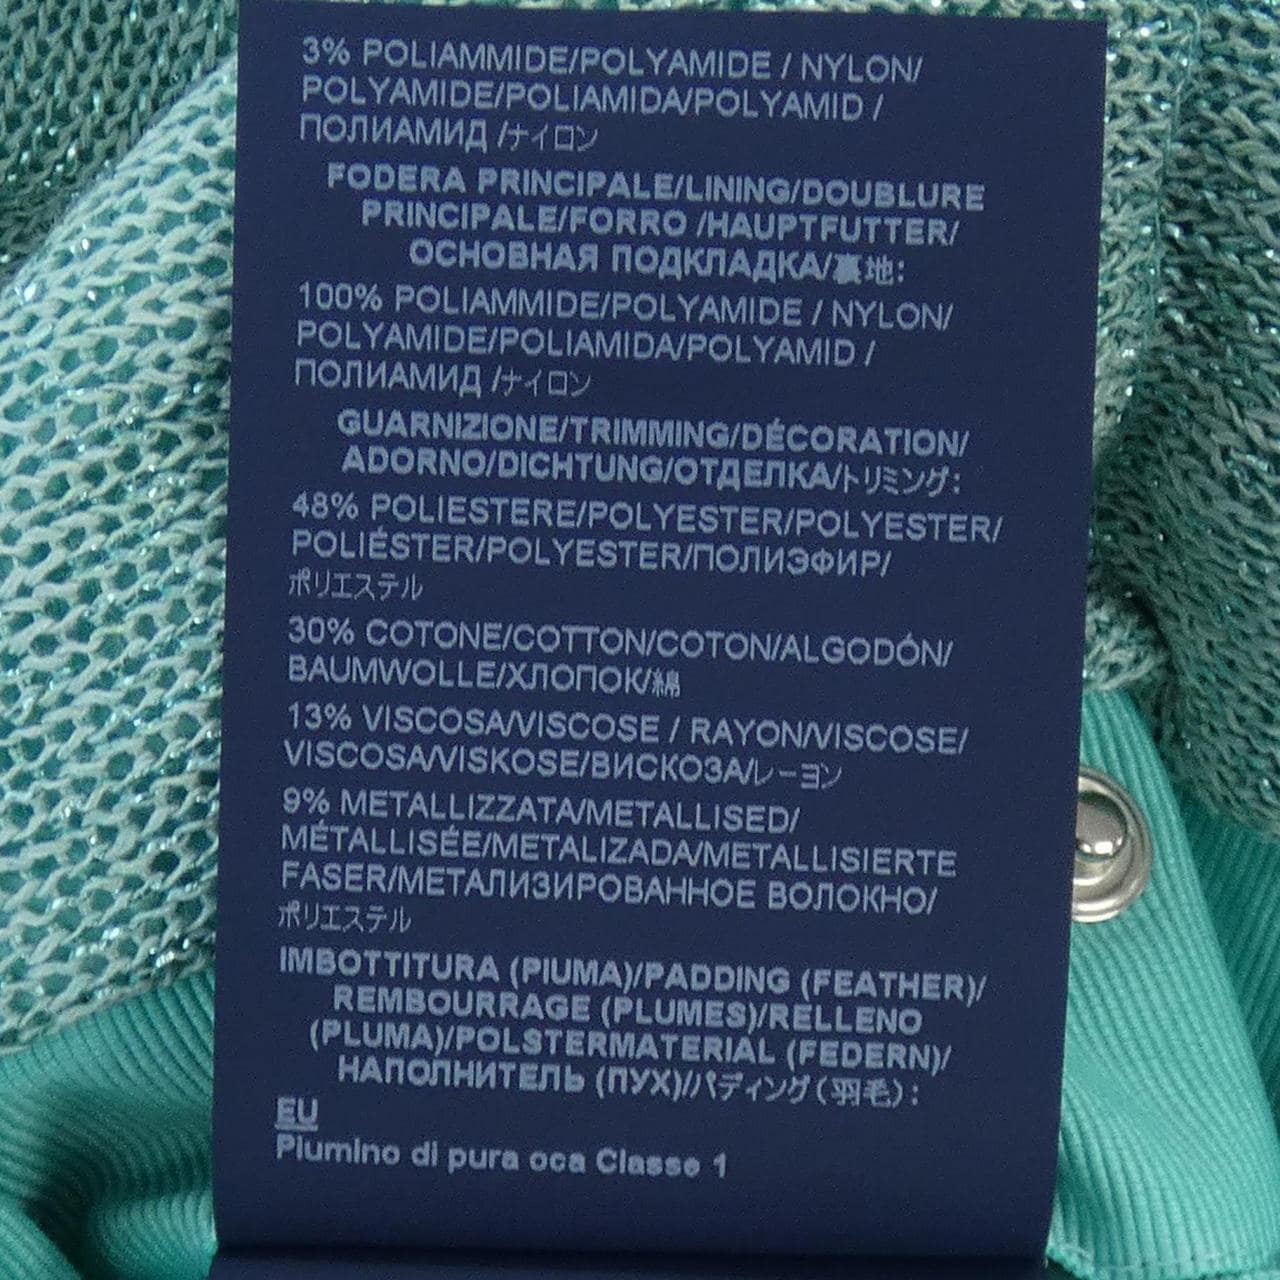 3% POLIAMMIDE/POLYAMIDE / NYLON/
POLYAMIDE/POLIAMIDA/POLYAMID /
ПОЛИАМИД /ナイロン
FODERA PRINCIPALE/LINING/DOUBLURE
PRINCIPALE/FORRO /HAUPTFUTTER/
ОСНОВНАЯ ПОДКЛАДКА/裏地:
100% POLIAMMIDE/POLYAMIDE / NYLON/
POLYAMIDE/POLIAMIDA/POLYAMID /
ПОЛИАМИД /ナイロン
GUARNIZIONE/TRIMMING/DÉCORATION/
ADORNO/DICHTUNG/ОТДЕЛКА/トリミング:
48% POLIESTERE/POLYESTER/POLYESTER/
POLIÉSTER/POLYESTER/ПОЛИЭФИР/
ポリエステル
30% COTONE/COTTON/COTON/ALGODÓN/
BAUMWOLLE/ХЛОПОК/綿
13% VISCOSA/VISCOSE / RAYON/VISCOSE/
VISCOSA/VISKOSE/ВИСКОЗА/レーヨン
9% METALLIZZATA/METALLISED/
MÉTALLISÉE/METALIZADA/METALLISIERTE
FASER/МЕТАЛИЗИРОВАННОЕ ВОЛОКНО/
ポリエステル
IMBOTTITURA (PIUMA)/PADDING (FEATHER)/
REMBOURRAGE (PLUMES)/RELLENO
(PLUMA)/POLSTERMATERIAL (FEDERN)/
НАПОЛНИТЕЛЬ (ПУХ)/パディング(羽毛):
EU
Piumino di pura oca Classe 1